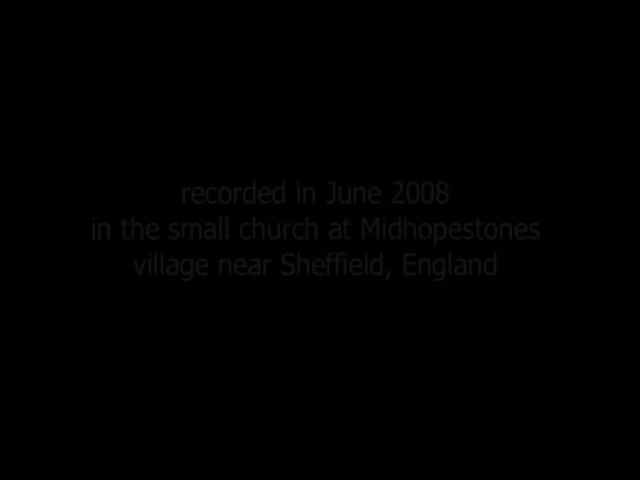 recorded in June 2008
in the small church at Midhopestones
village near Sheffield, England